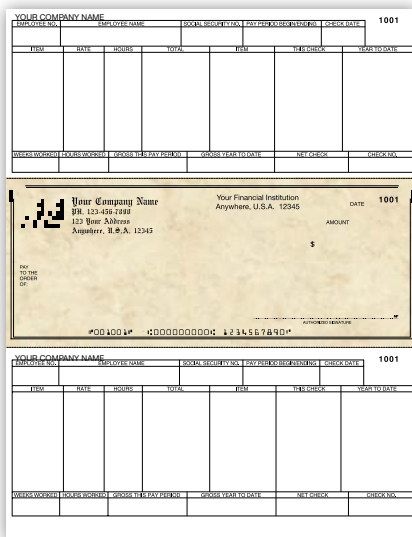 YOUR COMPANY NAME 1001
EMPLOYEE NO. EMPLOYEE NAME SOCIAL SECURITY NO. PAY PERIOD BEGIN/ENDING CHECK DATE
ITEM RATE HOURS TOTAL ITEM THIS CHECK YEAR TO DATE
WEEKS WORKED HOURS WORKED GROSS THIS PAY PERIOD GROSS YEAR TO DATE NET CHECK CHECK NO.
Your Company Name
PH. 123-456-7890
123 Your Address
Anywhere, U.S.A. 12345
Your Financial Institution
Anywhere, U.S.A. 12345
DATE 1001
AMOUNT
$
PAY
TO THE
ORDER
OF:
AUTHORIZED SIGNATURE
⑈001001⑈ ⑆000000000⑆ 1234567890⑈
YOUR COMPANY NAME 1001
EMPLOYEE NO. EMPLOYEE NAME SOCIAL SECURITY NO. PAY PERIOD BEGIN/ENDING CHECK DATE
ITEM RATE HOURS TOTAL ITEM THIS CHECK YEAR TO DATE
WEEKS WORKED HOURS WORKED GROSS THIS PAY PERIOD GROSS YEAR TO DATE NET CHECK CHECK NO.